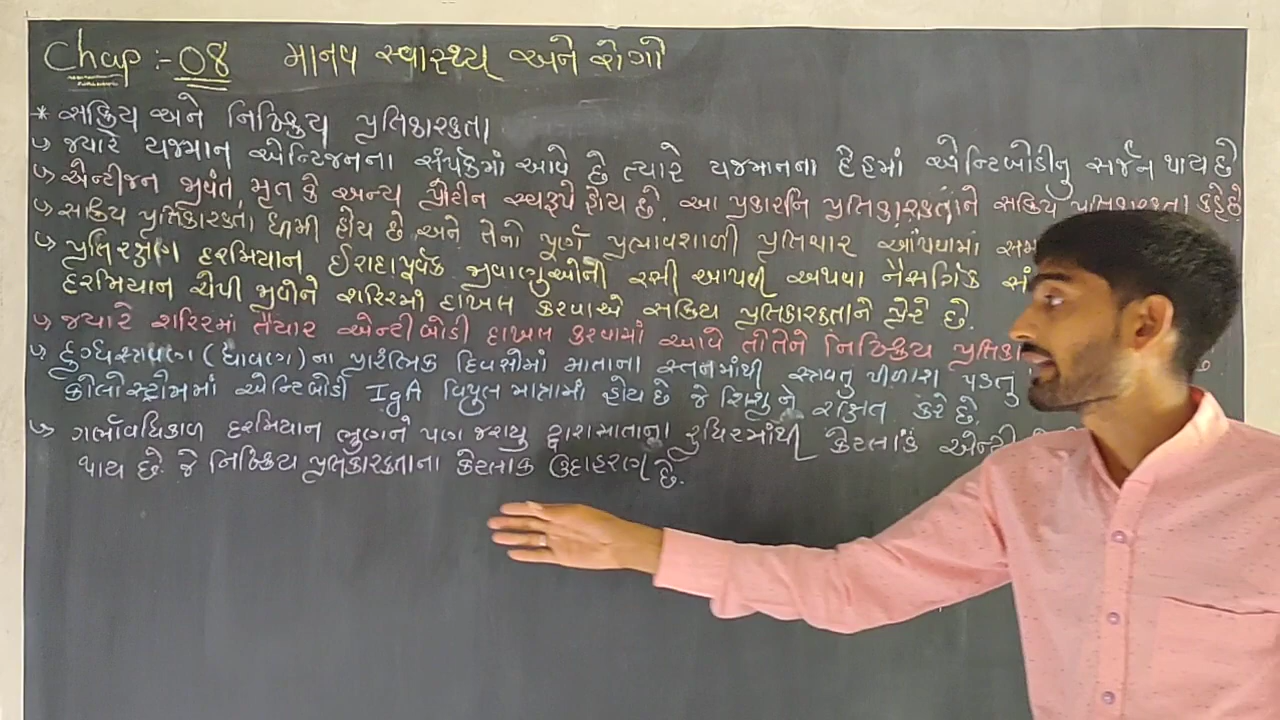 Chap :- 08 માનવ સ્વાસ્થ્ય અને રોગો
* સક્રિય અને નિષ્ક્રિય પ્રતિકારકતા
↳ જ્યારે યજમાન એન્ટિજનના સંપર્કમાં આવે છે ત્યારે યજમાનના દેહમાં એન્ટિબોડીનુ સર્જન થાય છે
↳ એન્ટીજન જીવંત, મૃત કે અન્ય પ્રોટીન સ્વરૂપે હોય છે. આ પ્રકારની પ્રતિકારકતાને સક્રિય પ્રતિકારકતા કહે છે
↳ સક્રિય પ્રતિકારકતા ધીમી હોય છે અને તેનો પૂર્ણ પ્રભાવશાળી પ્રતિચાર આપવામાં
↳ પ્રતિરક્ષણ દરમિયાન ઈરાદાપૂર્વક જીવાણુઓની રસી આપવી અથવા નૈસર્ગિક
દરમિયાન ચેપી જીવોને શરિરમાં દાખલ કરવાએ સક્રિય પ્રતિકારકતાને પ્રેરે છે.
↳ જ્યારે શરિરમાં તૈયાર એન્ટીબોડી દાખલ કરવામાં આવે તો તેને નિષ્ક્રિય
↳ દુગ્ધસ્ત્રવણ (ધાવણ) ના પ્રારંભિક દિવસોમાં માતાના સ્તનમાંથી સ્ત્રવતુ પીળાશ પડતું
કોલોસ્ટ્રોમમાં એન્ટિબોડી IgA વિપુલ માત્રામાં હોય છે જે શિશુને રક્ષિત કરે છે.
↳ ગર્ભાવધિકાળ દરમિયાન ભ્રુણને પણ જરાયુ દ્વારા માતાના રુધિરમાંથી કેટલાંક
થાય છે. જે નિષ્ક્રિય પ્રતિકારકતાના કેટલાક ઉદાહરણ છે.